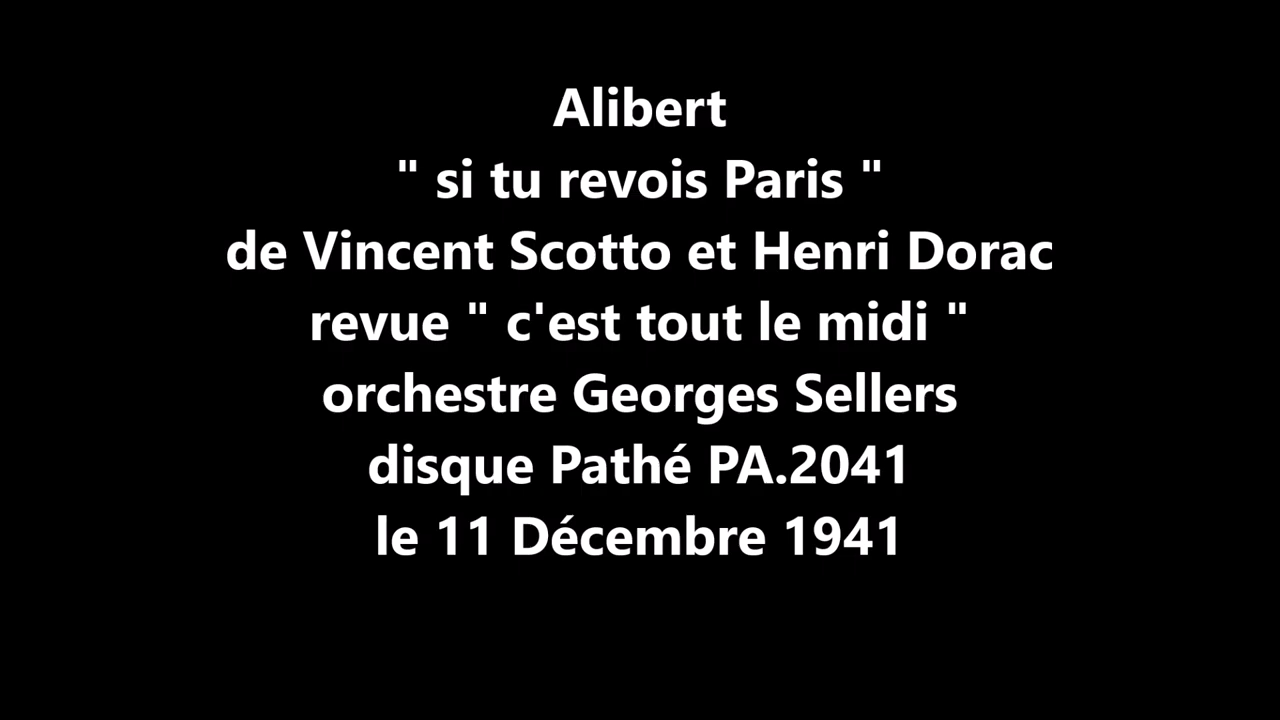 Alibert
" si tu revois Paris "
de Vincent Scotto et Henri Dorac
revue " c'est tout le midi "
orchestre Georges Sellers
disque Pathé PA.2041
le 11 Décembre 1941